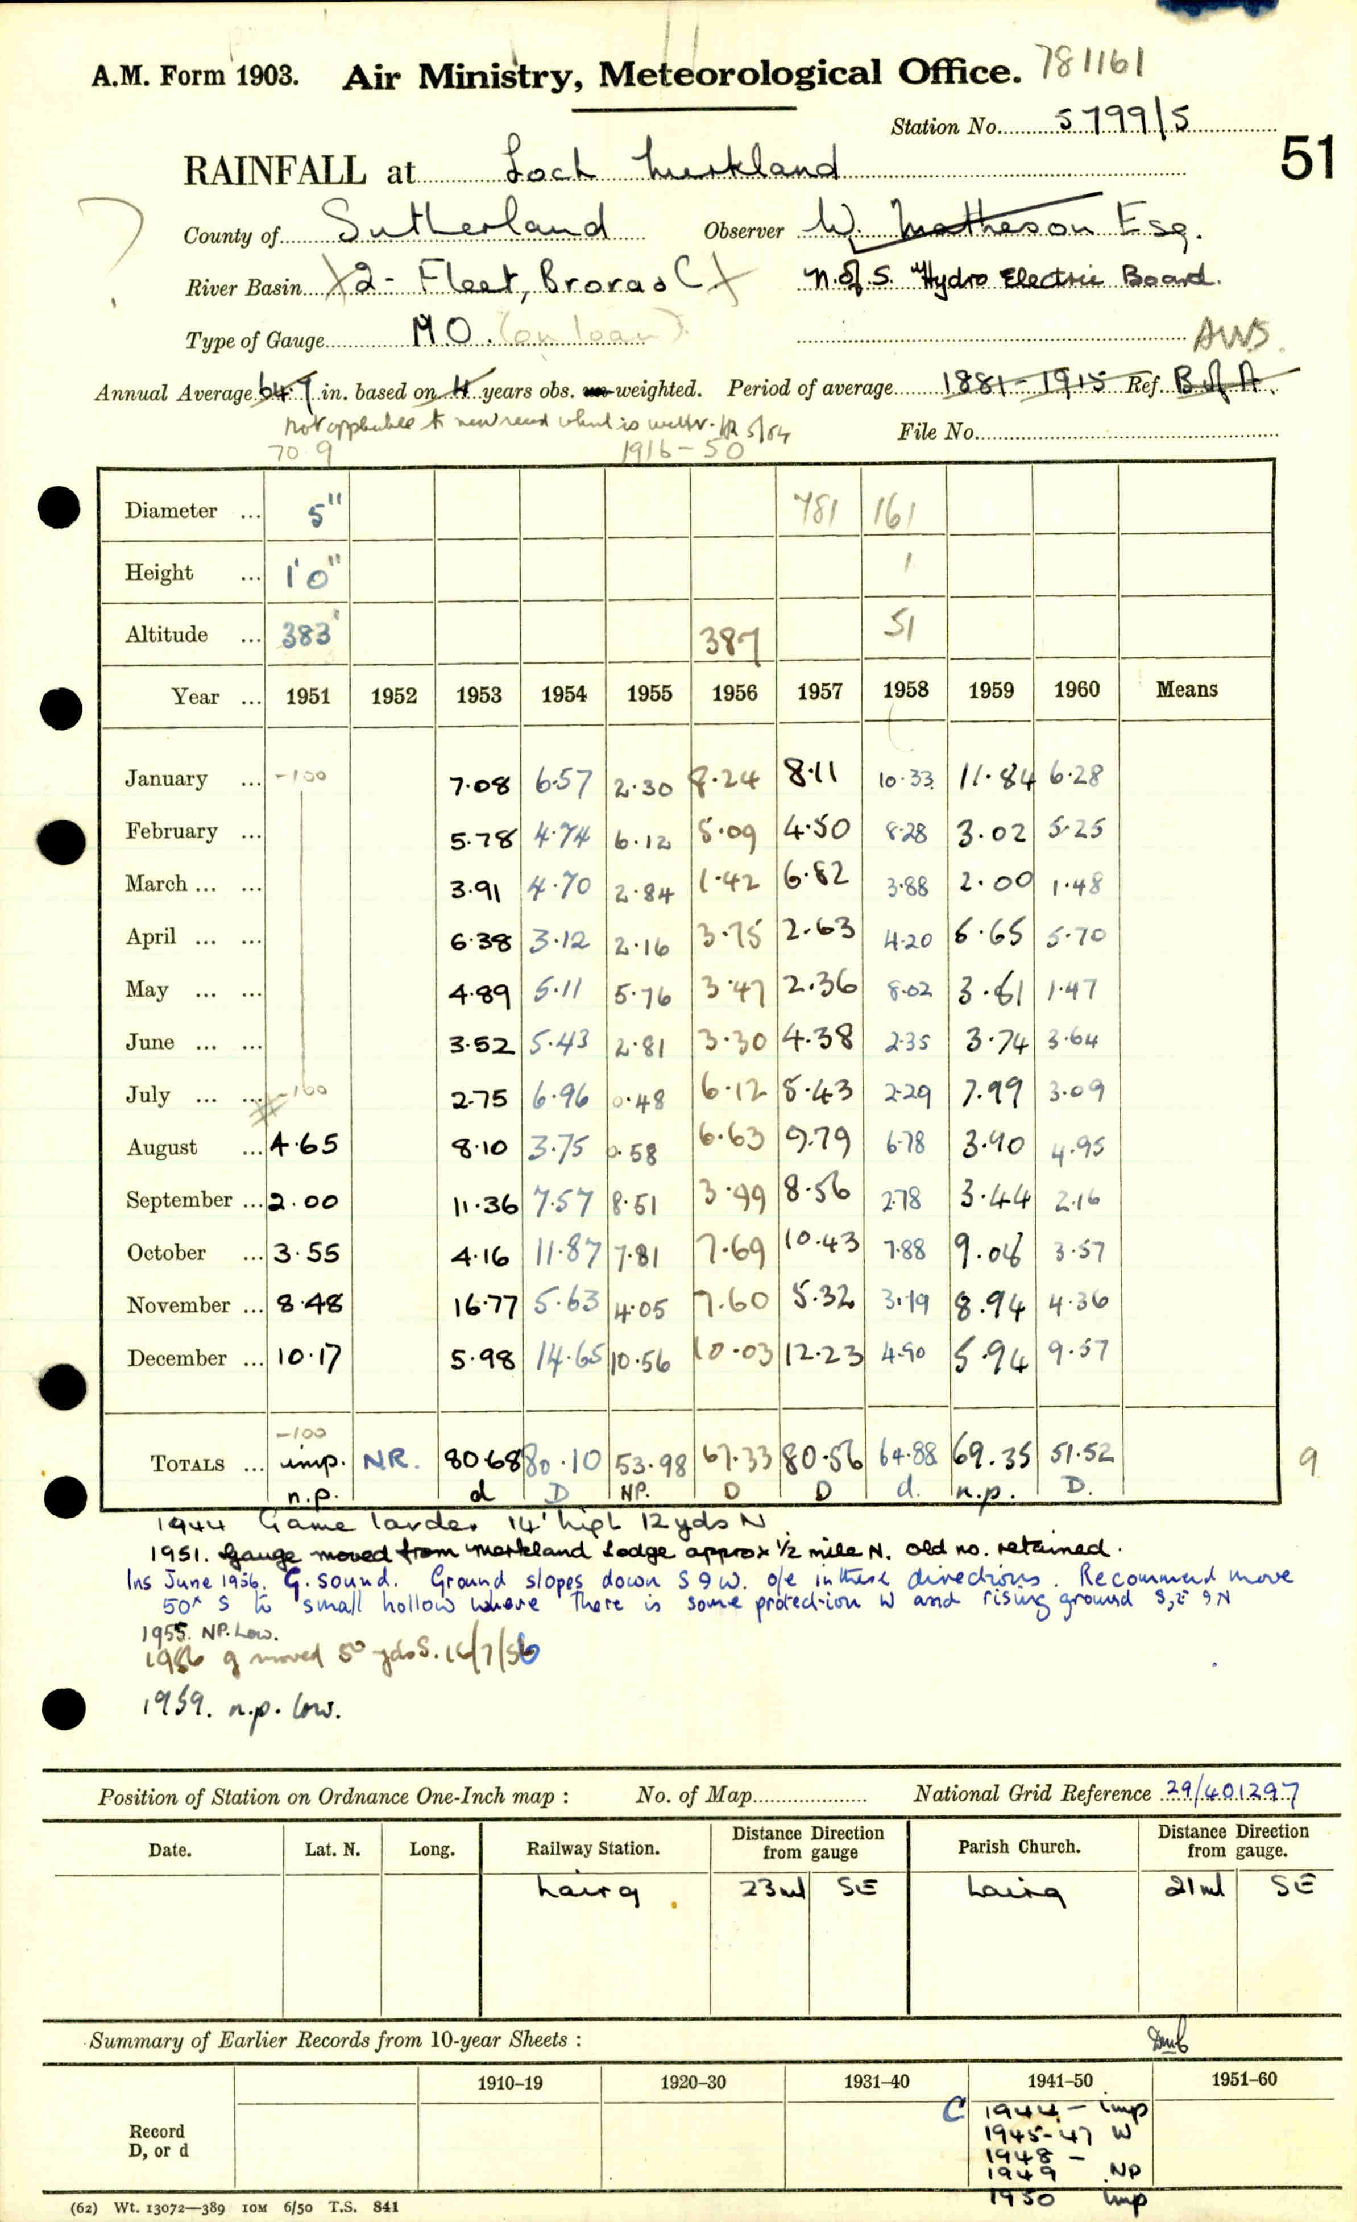 A.M. Form 1903. Air Ministry, Meteorological Office. 781161
Station No. 5799/5
51
RAINFALL at Loch Merkland
County of Sutherland Observer W. Matheson Esq.
River Basin X2 - Fleet, Brora & C X N. of S. Hydro Electric Board.
Type of Gauge M O. (on loan) AWS.
Annual Average 64.9 in. based on 4 years obs. un-weighted. Period of average 1881-1915 Ref. B of A.
Not applicable to new record which is wetter. 5/54 File No.
70.9 1916-50
Diameter ... 5" 781 161
Height ... 1'0" 1
Altitude ... 383' 387 51
Year ... 1951 1952 1953 1954 1955 1956 1957 1958 1959 1960 Means
January ... -100 7.08 6.57 2.30 8.24 8.11 10.33 11.84 6.28
February ... 5.78 4.74 6.12 5.09 4.50 8.28 3.02 5.25
March ... ... 3.91 4.70 2.84 1.42 6.82 3.88 2.00 1.48
April ... ... 6.38 3.12 2.16 3.75 2.63 4.20 6.65 5.70
May ... ... 4.89 5.11 5.76 3.47 2.36 8.02 3.81 1.47
June ... ... 3.52 5.43 2.81 3.30 4.38 2.35 3.74 3.64
July ... ... -100 2.75 6.96 0.48 6.12 5.43 2.29 7.99 3.09
August ... 4.65 8.10 3.75 0.58 6.63 9.79 6.78 3.90 4.95
September ... 2.00 11.36 7.57 8.51 3.99 8.56 2.78 3.44 2.16
October ... 3.55 4.16 11.87 7.81 7.69 10.43 7.88 9.08 3.57
November ... 8.48 16.77 5.63 4.05 7.60 5.32 3.19 8.94 4.36
December ... 10.17 5.98 14.65 10.56 10.03 12.23 4.90 5.94 9.57
-100
TOTALS ... imp. N.R. 80.68 80.10 53.98 67.33 80.56 64.88 69.35 51.52 9
n.p. d D NP. D D d. n.p. D.
1944 Game larder 14' high 12 yds N
1951. Gauge moved from Merkland Lodge approx 1/2 mile N. old no. retained.
Ins June 1956. G. sound. Ground slopes down S & W. o/e in these directions. Recommend move
50x S to small hollow where there is some protection W and rising ground S, E & N
1955. NP. Low.
1956 g moved 50 yds S. 16/7/56
1959. n.p. low.
Position of Station on Ordnance One-Inch map : No. of Map National Grid Reference 29/401297
Date. Lat. N. Long. Railway Station. Distance Direction from gauge Parish Church. Distance Direction from gauge.
Lairg 23ml SE Lairg 21ml SE
Summary of Earlier Records from 10-year Sheets :
1910-19 1920-30 1931-40 1941-50 1951-60
Record
D, or d
C 1944 - imp
1945-47 W
1948 -
1949 NP
1950 imp
(62) Wt. 13072—389 10M 6/50 T.S. 841